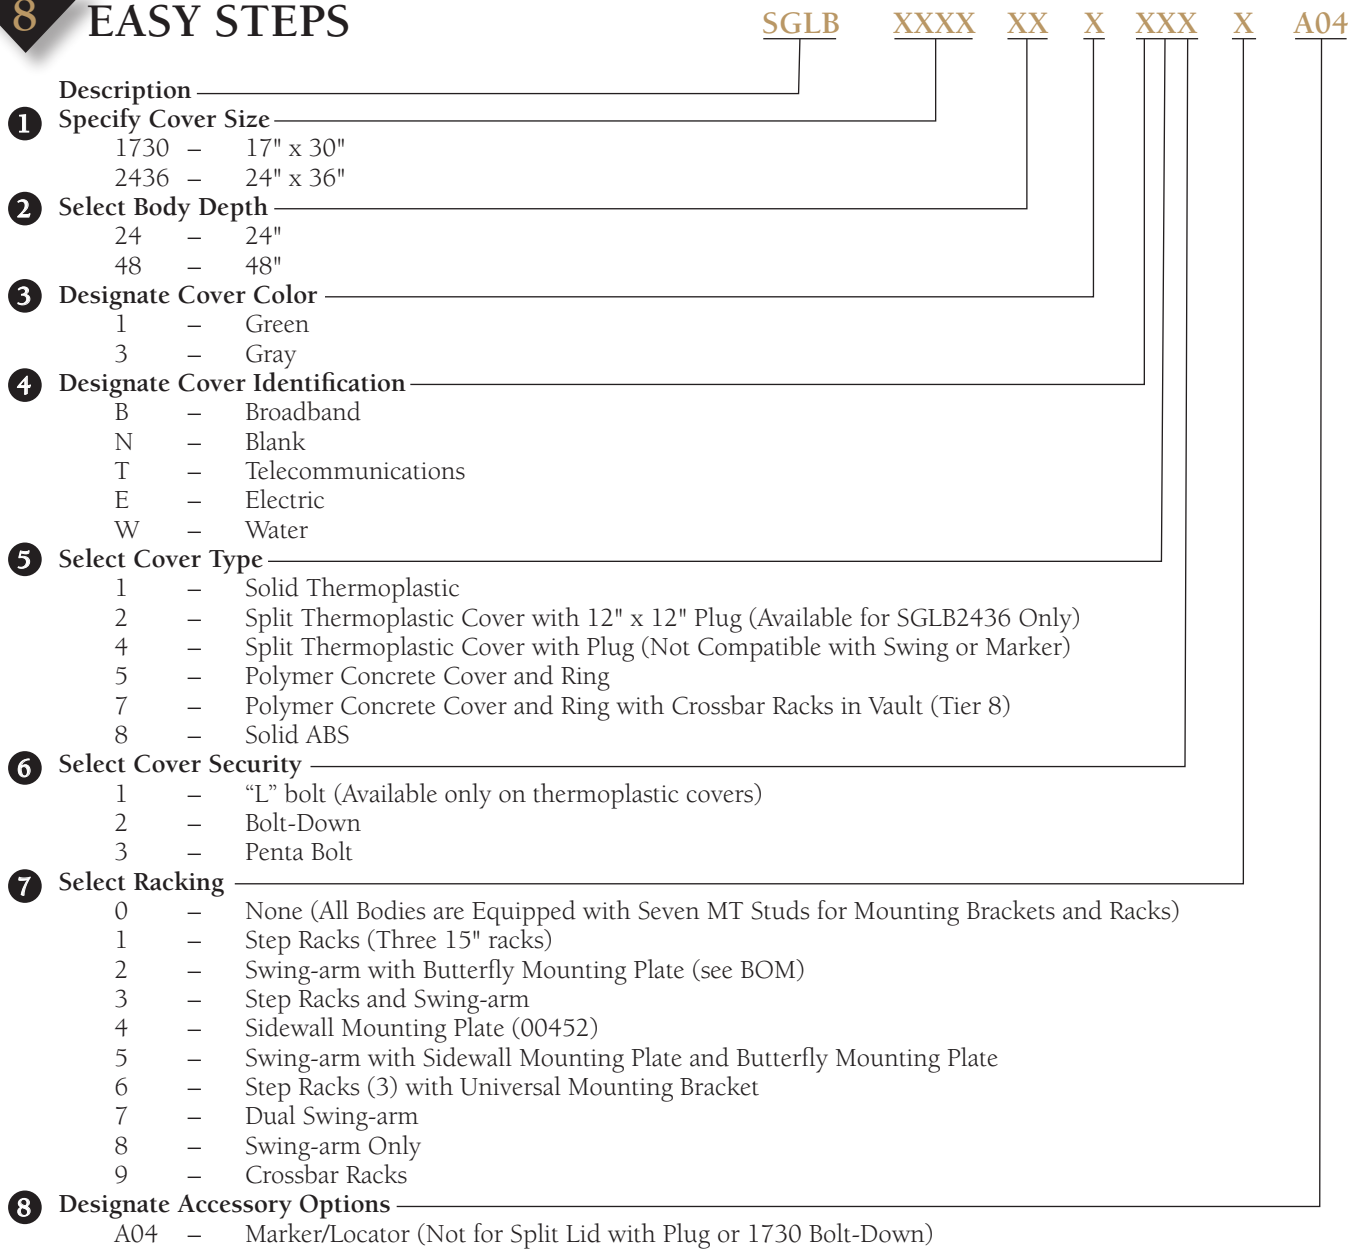 8 EASY STEPS
SGLB XXXX XX X XXX X A04
Description
1 Specify Cover Size
1730 – 17" x 30"
2436 – 24" x 36"
2 Select Body Depth
24 – 24"
48 – 48"
3 Designate Cover Color
1 – Green
3 – Gray
4 Designate Cover Identification
B – Broadband
N – Blank
T – Telecommunications
E – Electric
W – Water
5 Select Cover Type
1 – Solid Thermoplastic
2 – Split Thermoplastic Cover with 12" x 12" Plug (Available for SGLB2436 Only)
4 – Split Thermoplastic Cover with Plug (Not Compatible with Swing or Marker)
5 – Polymer Concrete Cover and Ring
7 – Polymer Concrete Cover and Ring with Crossbar Racks in Vault (Tier 8)
8 – Solid ABS
6 Select Cover Security
1 – “L” bolt (Available only on thermoplastic covers)
2 – Bolt-Down
3 – Penta Bolt
7 Select Racking
0 – None (All Bodies are Equipped with Seven MT Studs for Mounting Brackets and Racks)
1 – Step Racks (Three 15" racks)
2 – Swing-arm with Butterfly Mounting Plate (see BOM)
3 – Step Racks and Swing-arm
4 – Sidewall Mounting Plate (00452)
5 – Swing-arm with Sidewall Mounting Plate and Butterfly Mounting Plate
6 – Step Racks (3) with Universal Mounting Bracket
7 – Dual Swing-arm
8 – Swing-arm Only
9 – Crossbar Racks
8 Designate Accessory Options
A04 – Marker/Locator (Not for Split Lid with Plug or 1730 Bolt-Down)